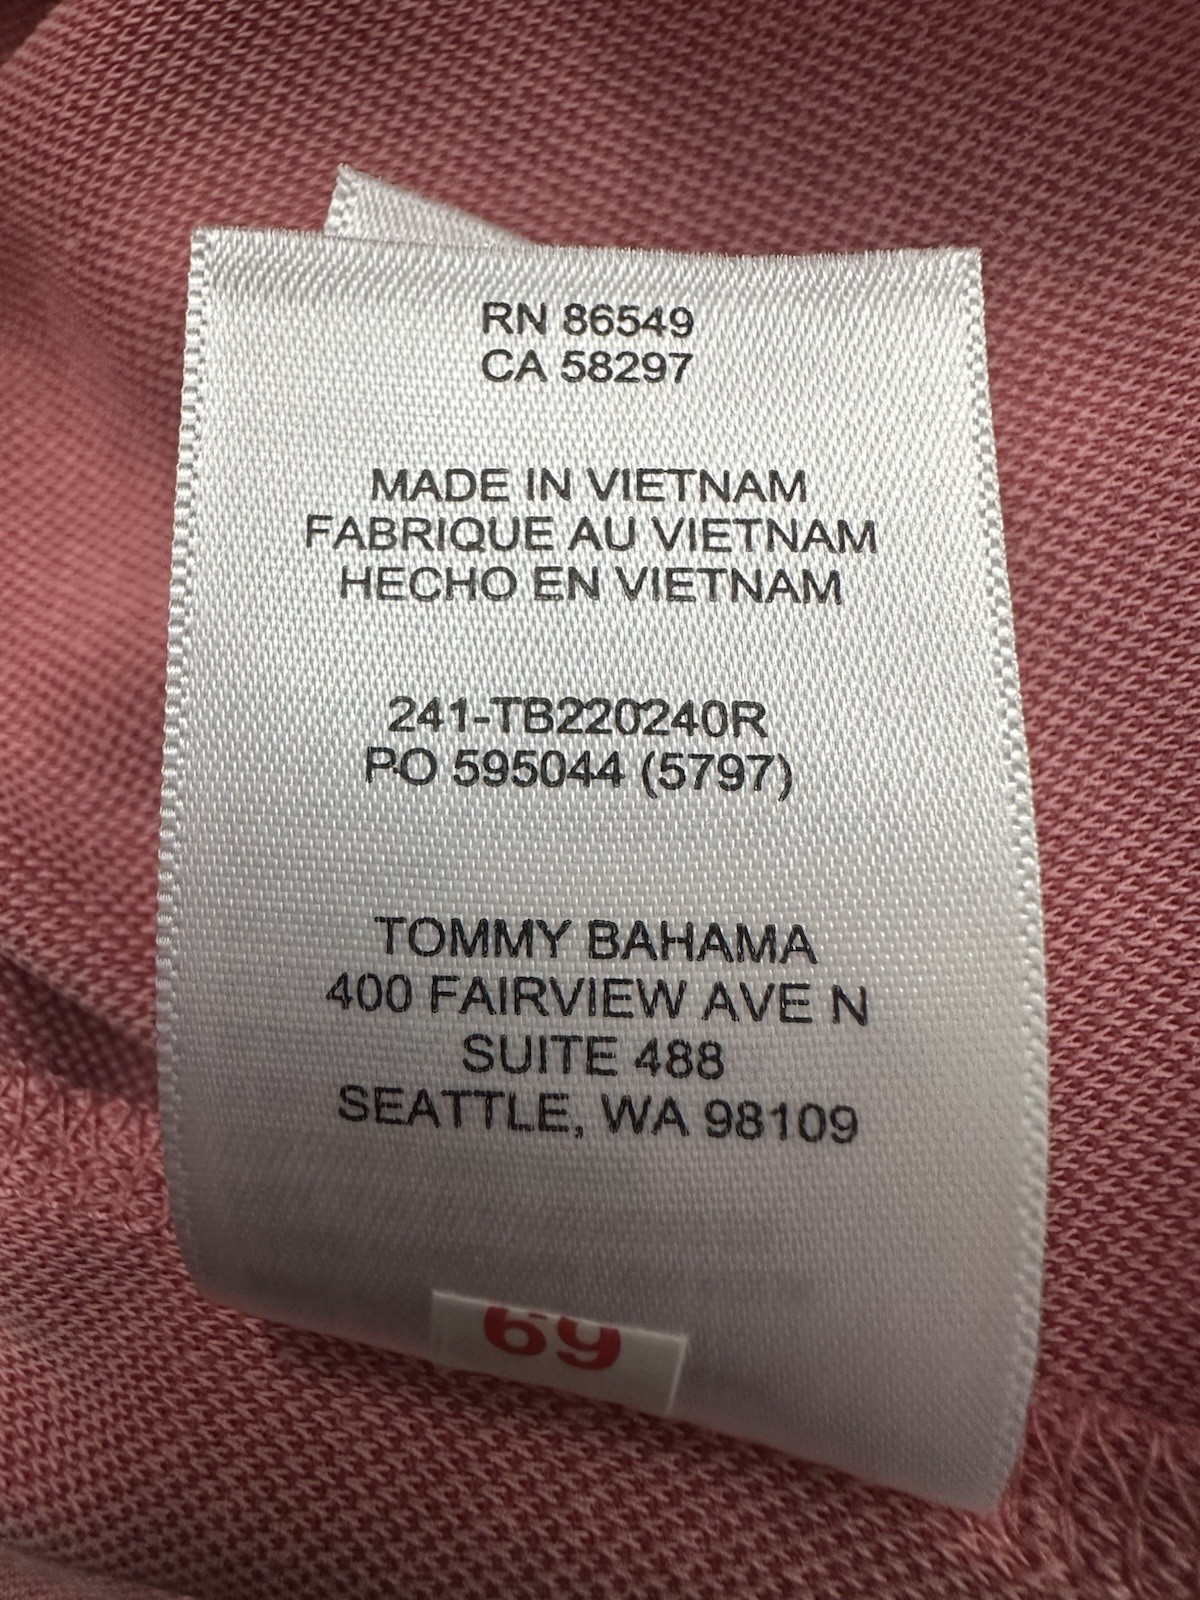 RN 86549
CA 58297
MADE IN VIETNAM
FABRIQUE AU VIETNAM
HECHO EN VIETNAM
241-TB220240R
PO 595044 (5797)
TOMMY BAHAMA
400 FAIRVIEW AVE N
SUITE 488
SEATTLE, WA 98109